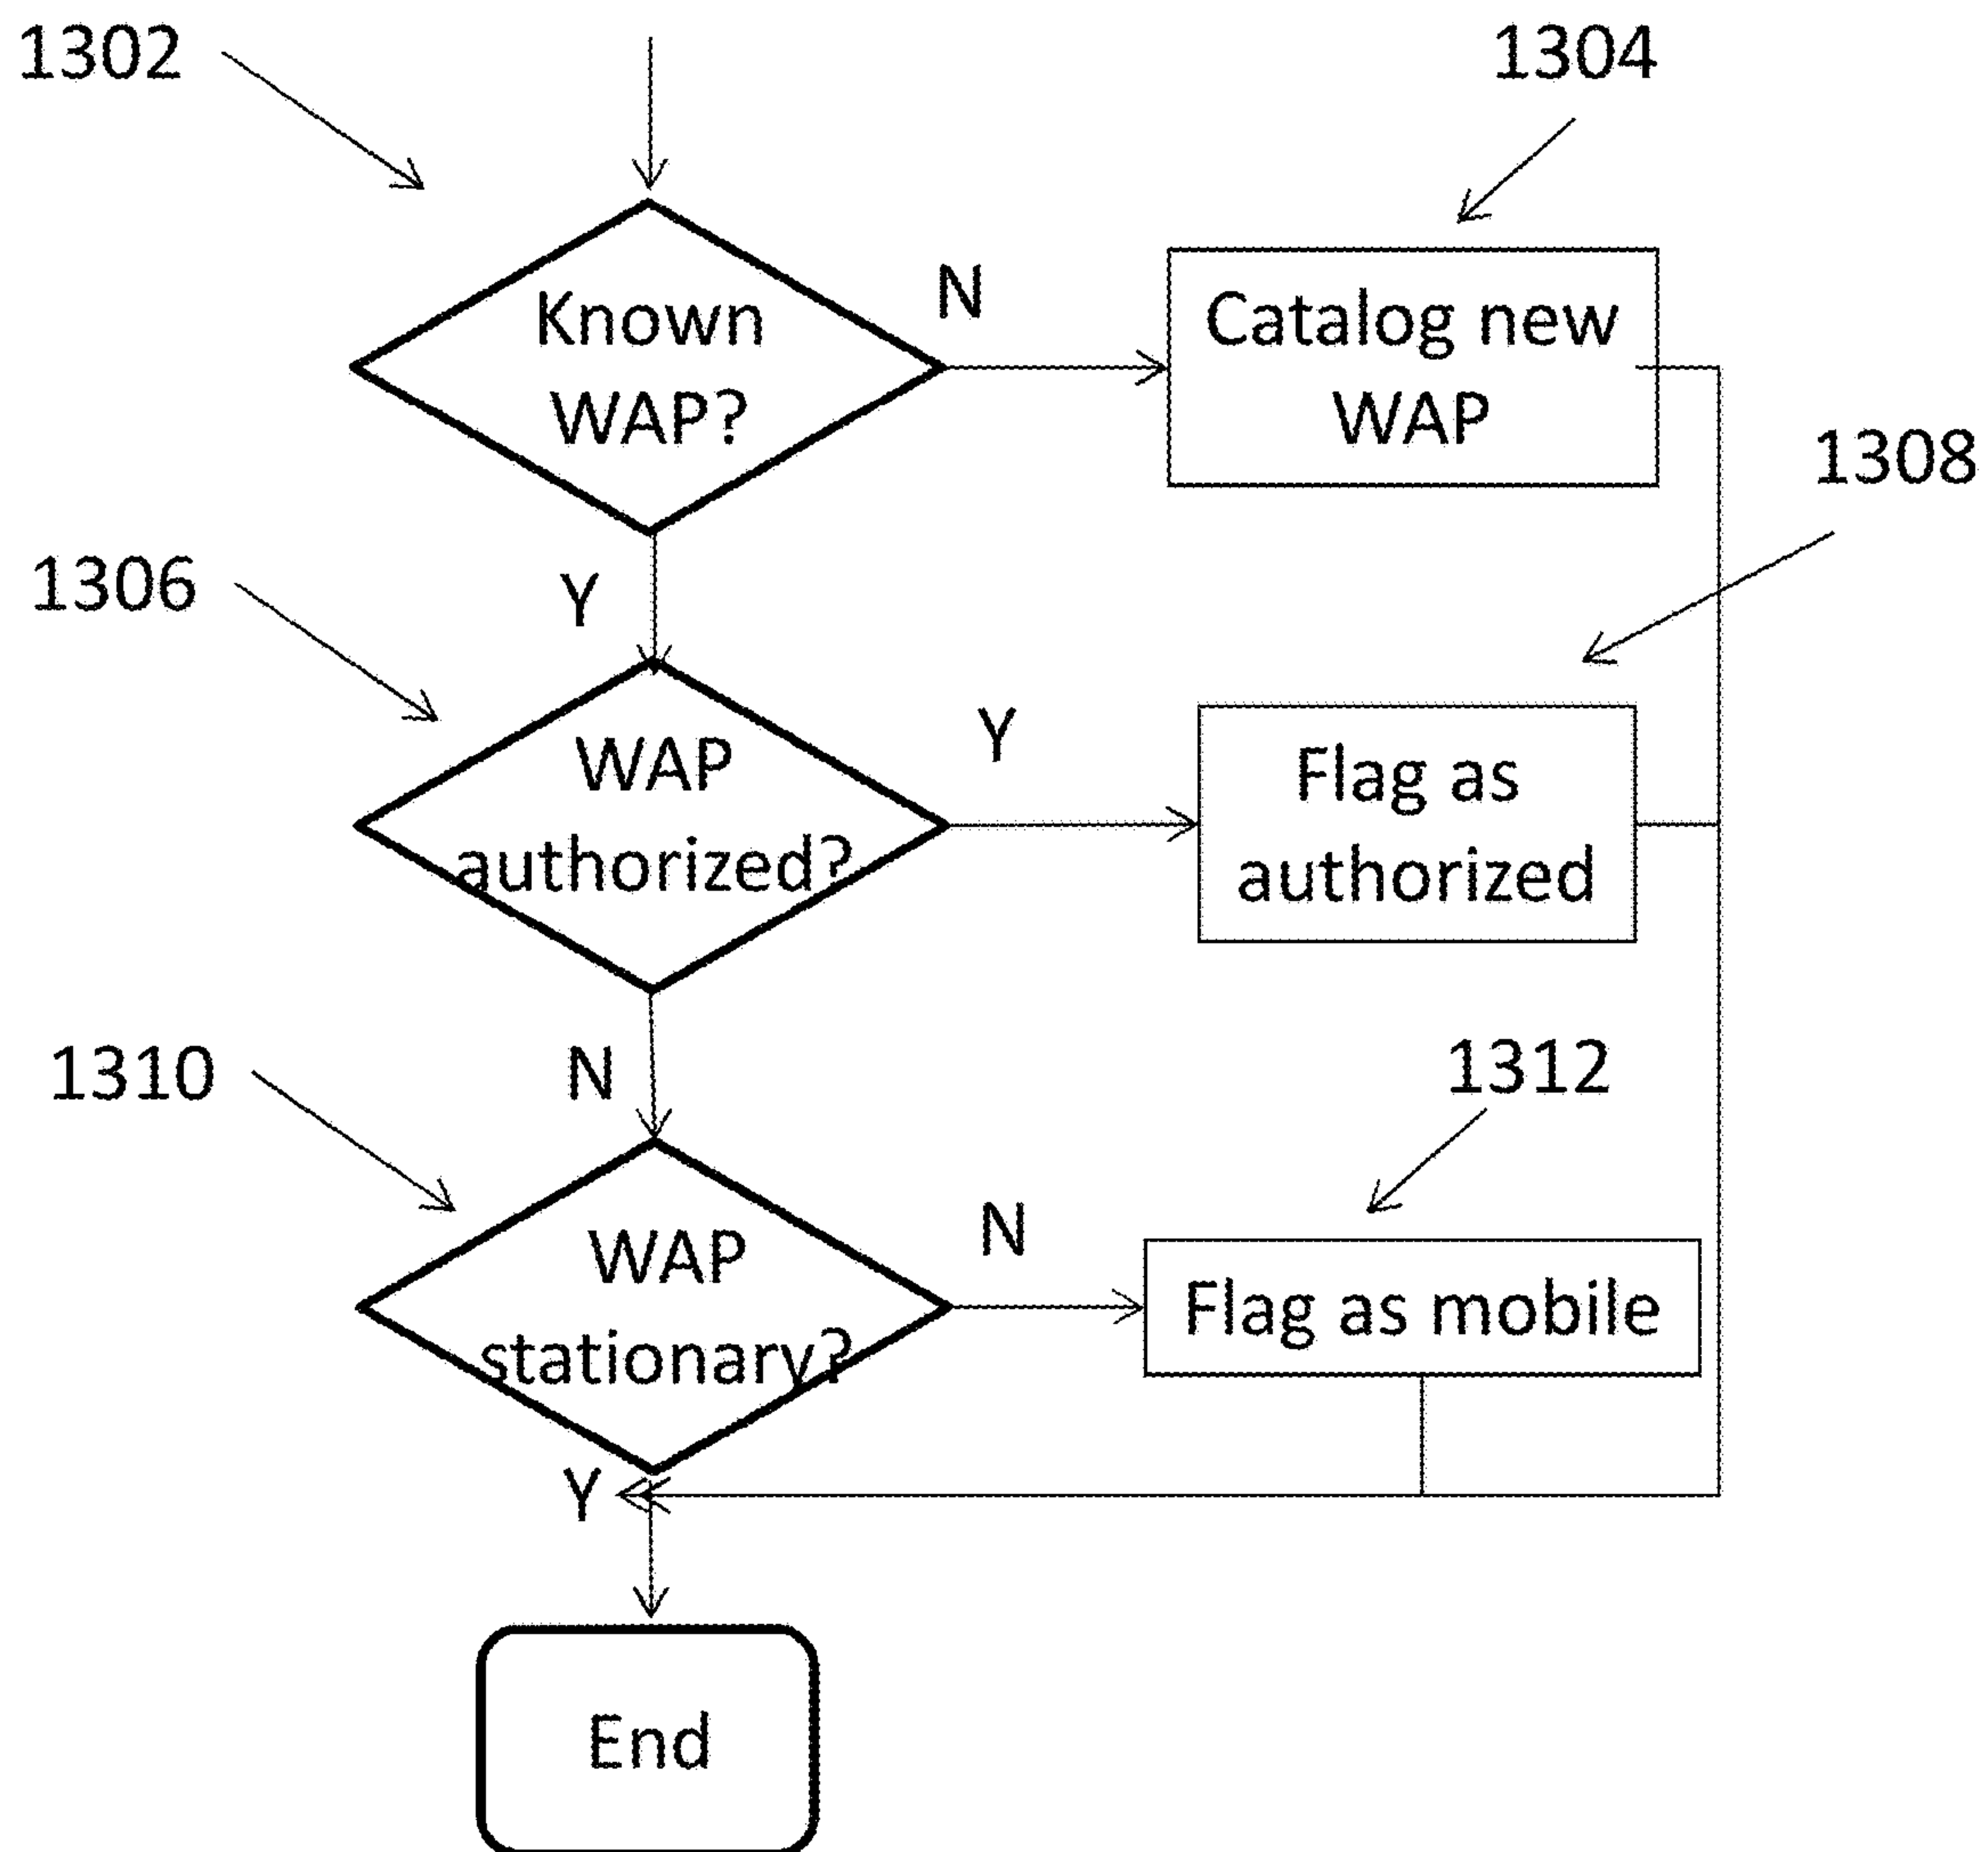 1302
1304
N
Known
WAP?
Catalog new
WAP
1308
1306
Y
Y
WAP
authorized?
Flag as
authorized
1310
N
1312
N
WAP
stationary?
Flag as mobile
Y
End